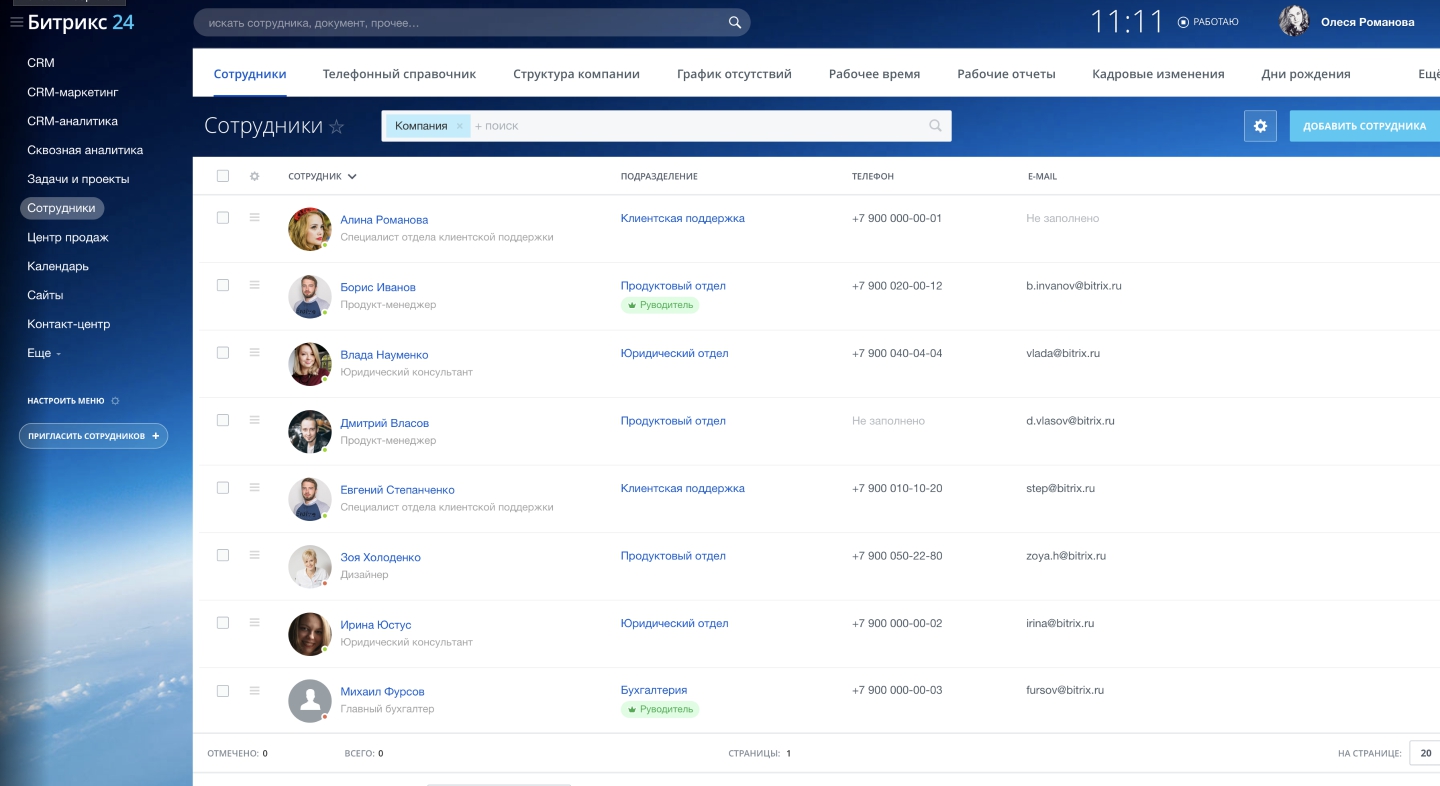 Битрикс 24
искать сотрудника, документ, прочее...
11:11
РАБОТАЮ
Олеся Романова
CRM
CRM-маркетинг
CRM-аналитика
Сквозная аналитика
Задачи и проекты
Сотрудники
Центр продаж
Календарь
Сайты
Контакт-центр
Еще
НАСТРОИТЬ МЕНЮ
ПРИГЛАСИТЬ СОТРУДНИКОВ +
Сотрудники Телефонный справочник Структура компании График отсутствий Рабочее время Рабочие отчеты Кадровые изменения Дни рождения Ещё
Сотрудники
Компания × + поиск
ДОБАВИТЬ СОТРУДНИКА
СОТРУДНИК ПОДРАЗДЕЛЕНИЕ ТЕЛЕФОН E-MAIL
Алина Романова Клиентская поддержка +7 900 000-00-01 Не заполнено
Специалист отдела клиентской поддержки
Борис Иванов Продуктовый отдел +7 900 020-00-12 b.invanov@bitrix.ru
Продукт-менеджер Руводитель
Влада Науменко Юридический отдел +7 900 040-04-04 vlada@bitrix.ru
Юридический консультант
Дмитрий Власов Продуктовый отдел Не заполнено d.vlasov@bitrix.ru
Продукт-менеджер
Евгений Степанченко Клиентская поддержка +7 900 010-10-20 step@bitrix.ru
Специалист отдела клиентской поддержки
Зоя Холоденко Продуктовый отдел +7 900 050-22-80 zoya.h@bitrix.ru
Дизайнер
Ирина Юстус Юридический отдел +7 900 000-00-02 irina@bitrix.ru
Юридический консультант
Михаил Фурсов Бухгалтерия +7 900 000-00-03 fursov@bitrix.ru
Главный бухгалтер Руводитель
ОТМЕЧЕНО: 0 ВСЕГО: 0 СТРАНИЦЫ: 1 НА СТРАНИЦЕ: 20